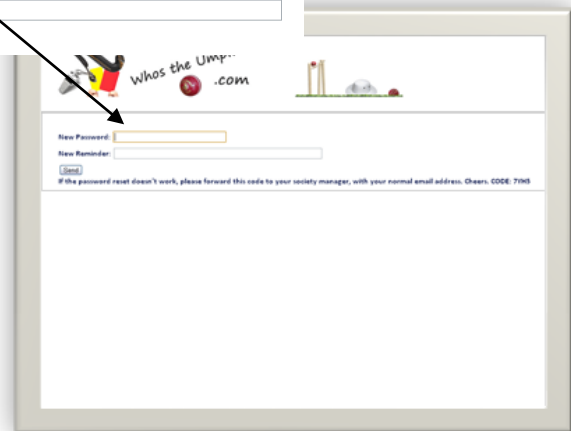 Whos the Umpi
.com
New Password:
New Reminder:
Send
If the password reset doesn't work, please forward this code to your society manager, with your normal email address. Cheers. CODE: 7YH5